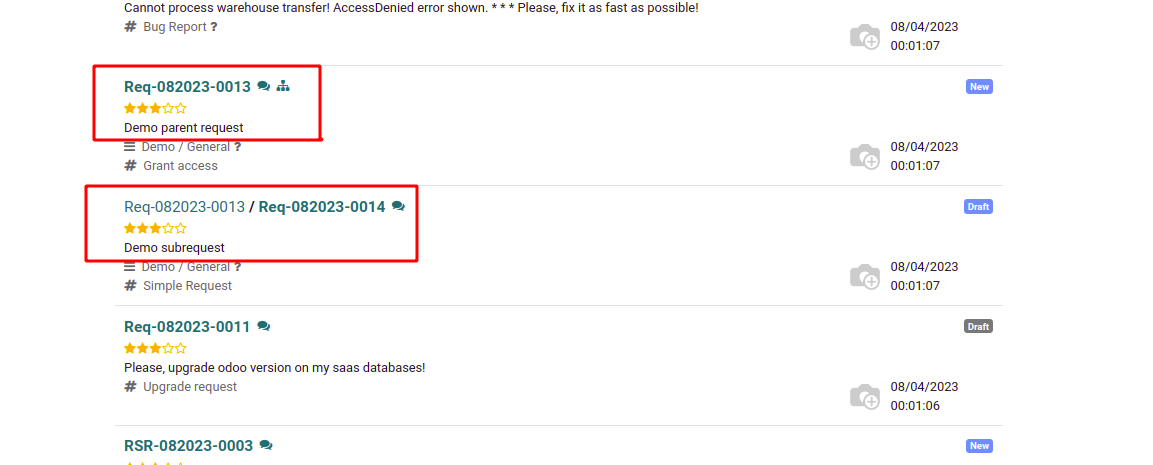 Cannot process warehouse transfer! AccessDenied error shown. * * * Please, fix it as fast as possible!
# Bug Report ?
08/04/2023
00:01:07
Req-082023-0013
New
Demo parent request
Demo / General ?
# Grant access
08/04/2023
00:01:07
Req-082023-0013 / Req-082023-0014
Draft
Demo subrequest
Demo / General ?
# Simple Request
08/04/2023
00:01:07
Req-082023-0011
Draft
Please, upgrade odoo version on my saas databases!
# Upgrade request
08/04/2023
00:01:06
RSR-082023-0003
New